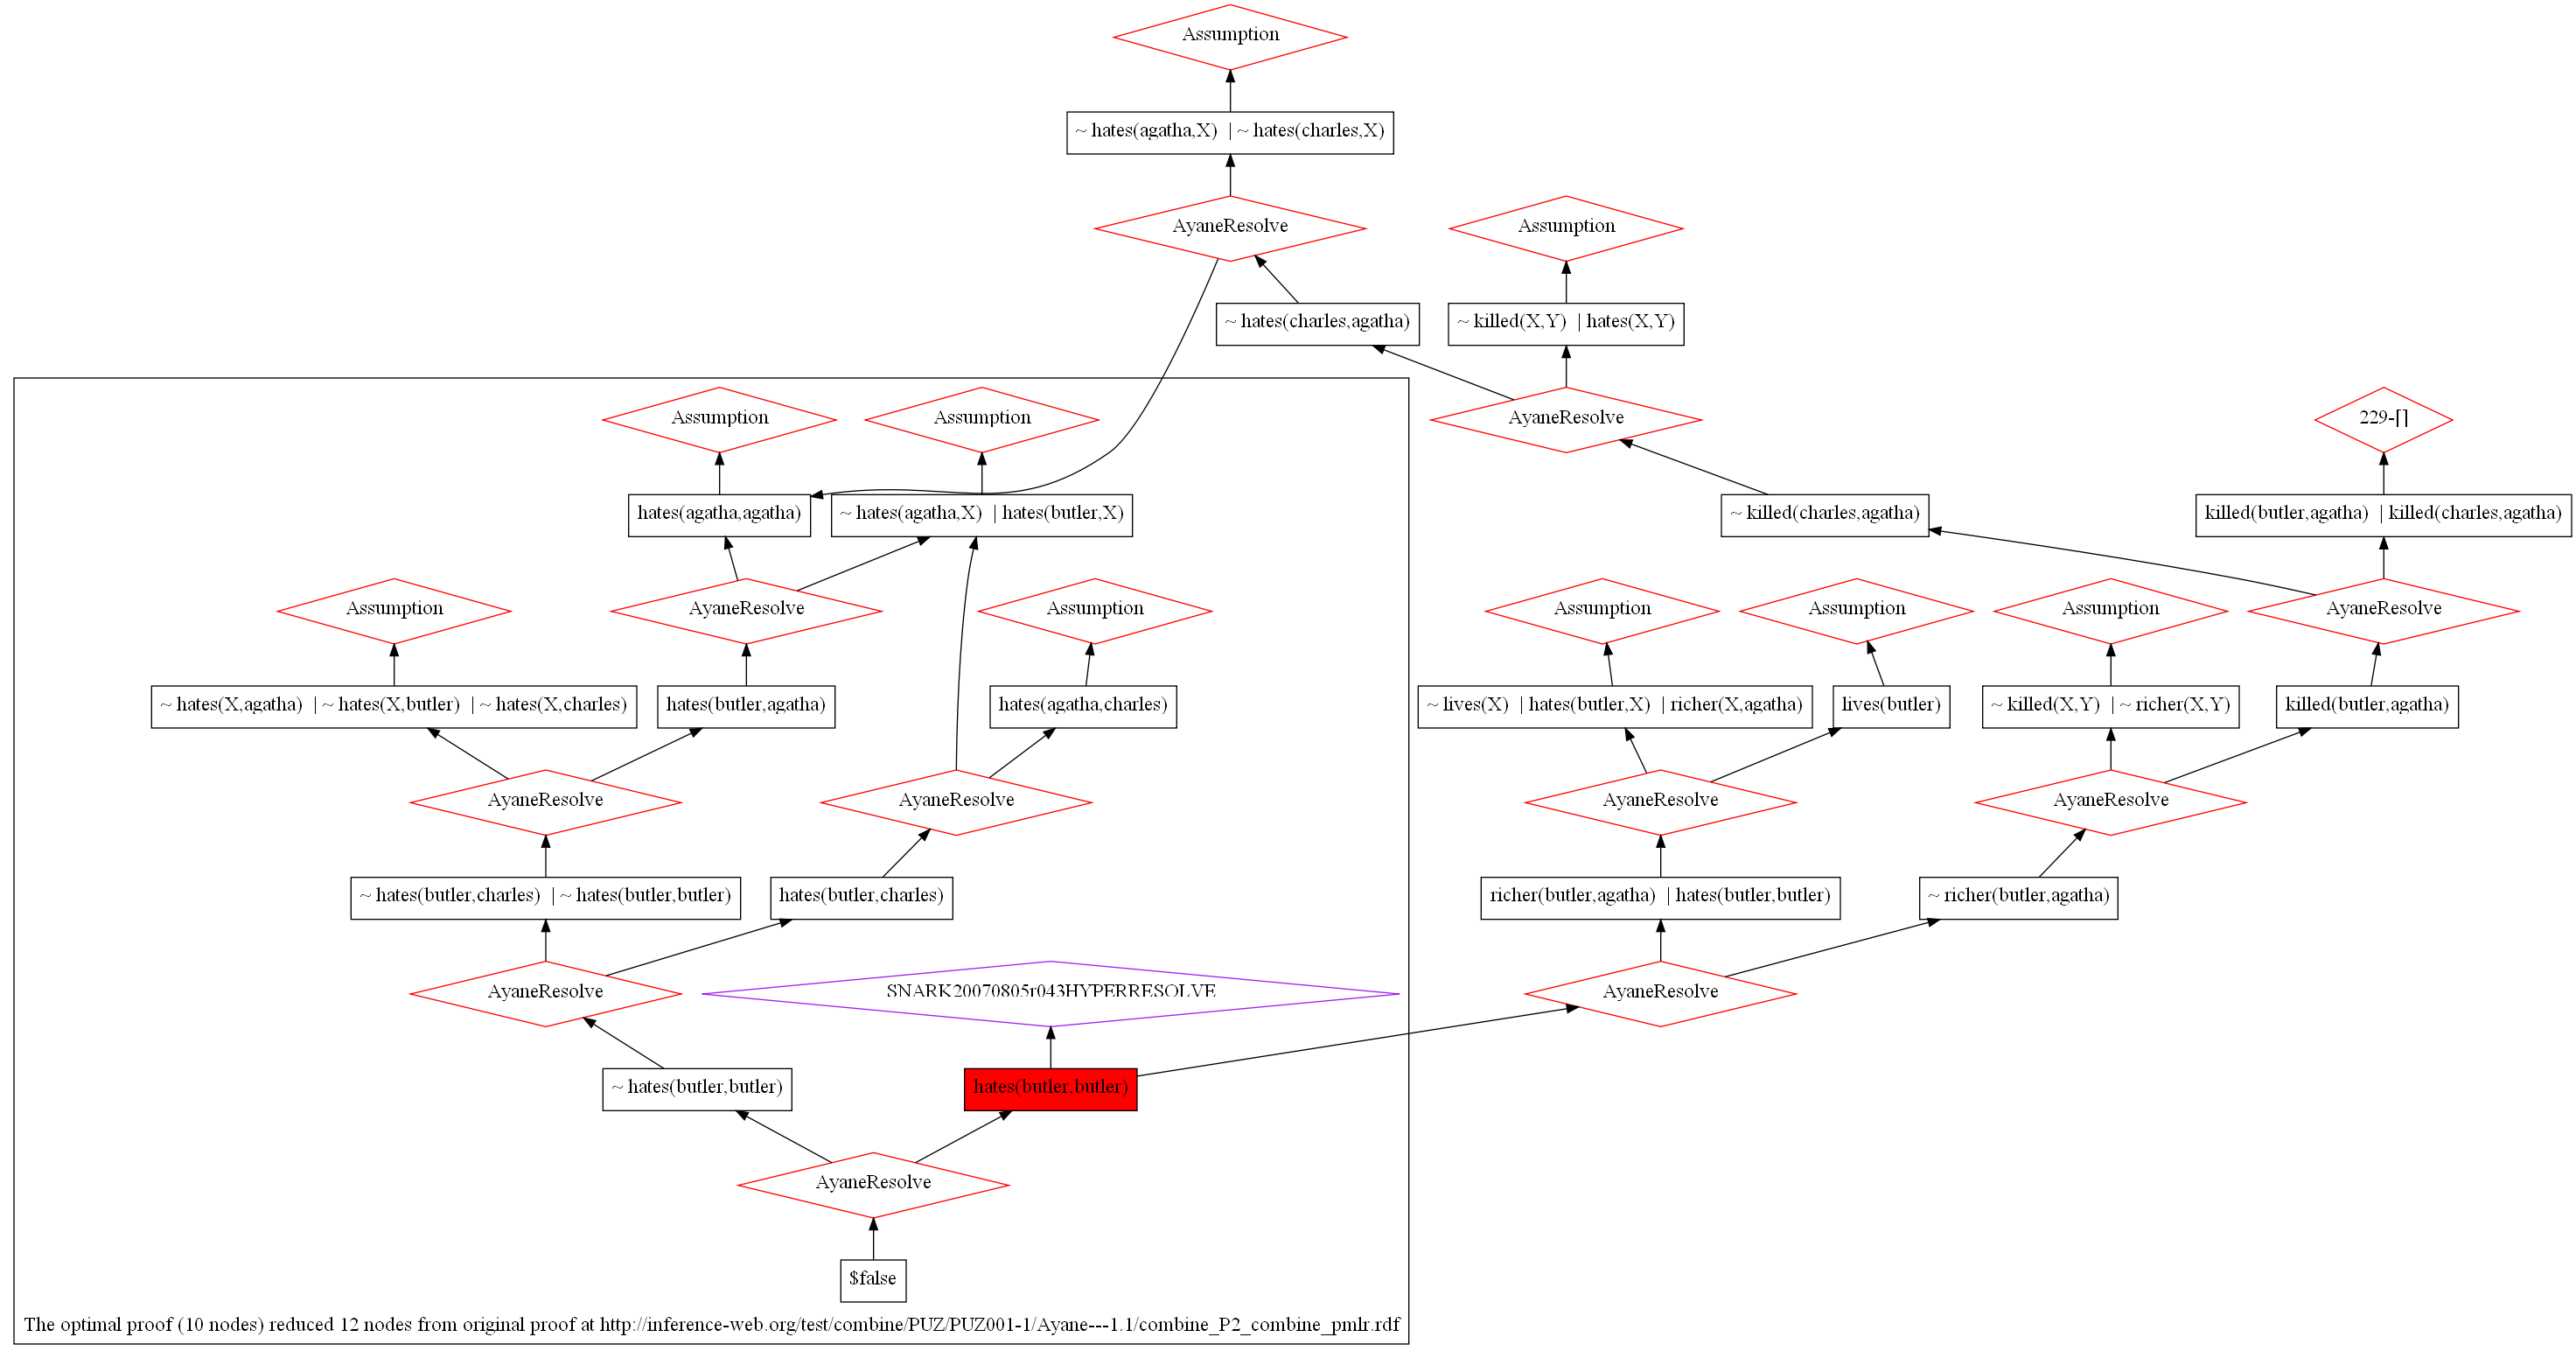 Assumption
~ hates(agatha,X) | ~ hates(charles,X)
AyaneResolve
Assumption
~ hates(charles,agatha)
~ killed(X,Y) | hates(X,Y)
Assumption
Assumption
AyaneResolve
229-[]
hates(agatha,agatha)
~ hates(agatha,X) | hates(butler,X)
~ killed(charles,agatha)
killed(butler,agatha) | killed(charles,agatha)
Assumption
AyaneResolve
Assumption
Assumption
Assumption
Assumption
AyaneResolve
~ hates(X,agatha) | ~ hates(X,butler) | ~ hates(X,charles)
hates(butler,agatha)
hates(agatha,charles)
~ lives(X) | hates(butler,X) | richer(X,agatha)
lives(butler)
~ killed(X,Y) | ~ richer(X,Y)
killed(butler,agatha)
AyaneResolve
AyaneResolve
AyaneResolve
AyaneResolve
~ hates(butler,charles) | ~ hates(butler,butler)
hates(butler,charles)
richer(butler,agatha) | hates(butler,butler)
~ richer(butler,agatha)
AyaneResolve
SNARK20070805r043HYPERRESOLVE
AyaneResolve
~ hates(butler,butler)
hates(butler,butler)
AyaneResolve
$false
The optimal proof (10 nodes) reduced 12 nodes from original proof at http://inference-web.org/test/combine/PUZ/PUZ001-1/Ayane---1.1/combine_P2_combine_pmlr.rdf